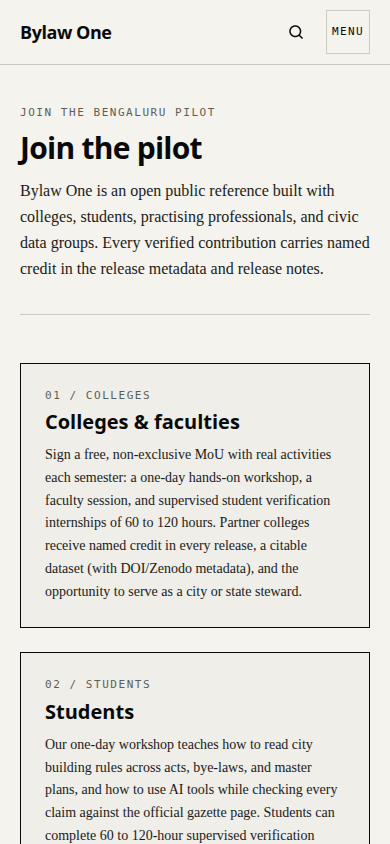 Bylaw One
MENU
JOIN THE BENGALURU PILOT
Join the pilot
Bylaw One is an open public reference built with
colleges, students, practising professionals, and civic
data groups. Every verified contribution carries named
credit in the release metadata and release notes.
01 / COLLEGES
Colleges & faculties
Sign a free, non-exclusive MoU with real activities
each semester: a one-day hands-on workshop, a
faculty session, and supervised student verification
internships of 60 to 120 hours. Partner colleges
receive named credit in every release, a citable
dataset (with DOI/Zenodo metadata), and the
opportunity to serve as a city or state steward.
02 / STUDENTS
Students
Our one-day workshop teaches how to read city
building rules across acts, bye-laws, and master
plans, and how to use AI tools while checking every
claim against the official gazette page. Students can
complete 60 to 120-hour supervised verification